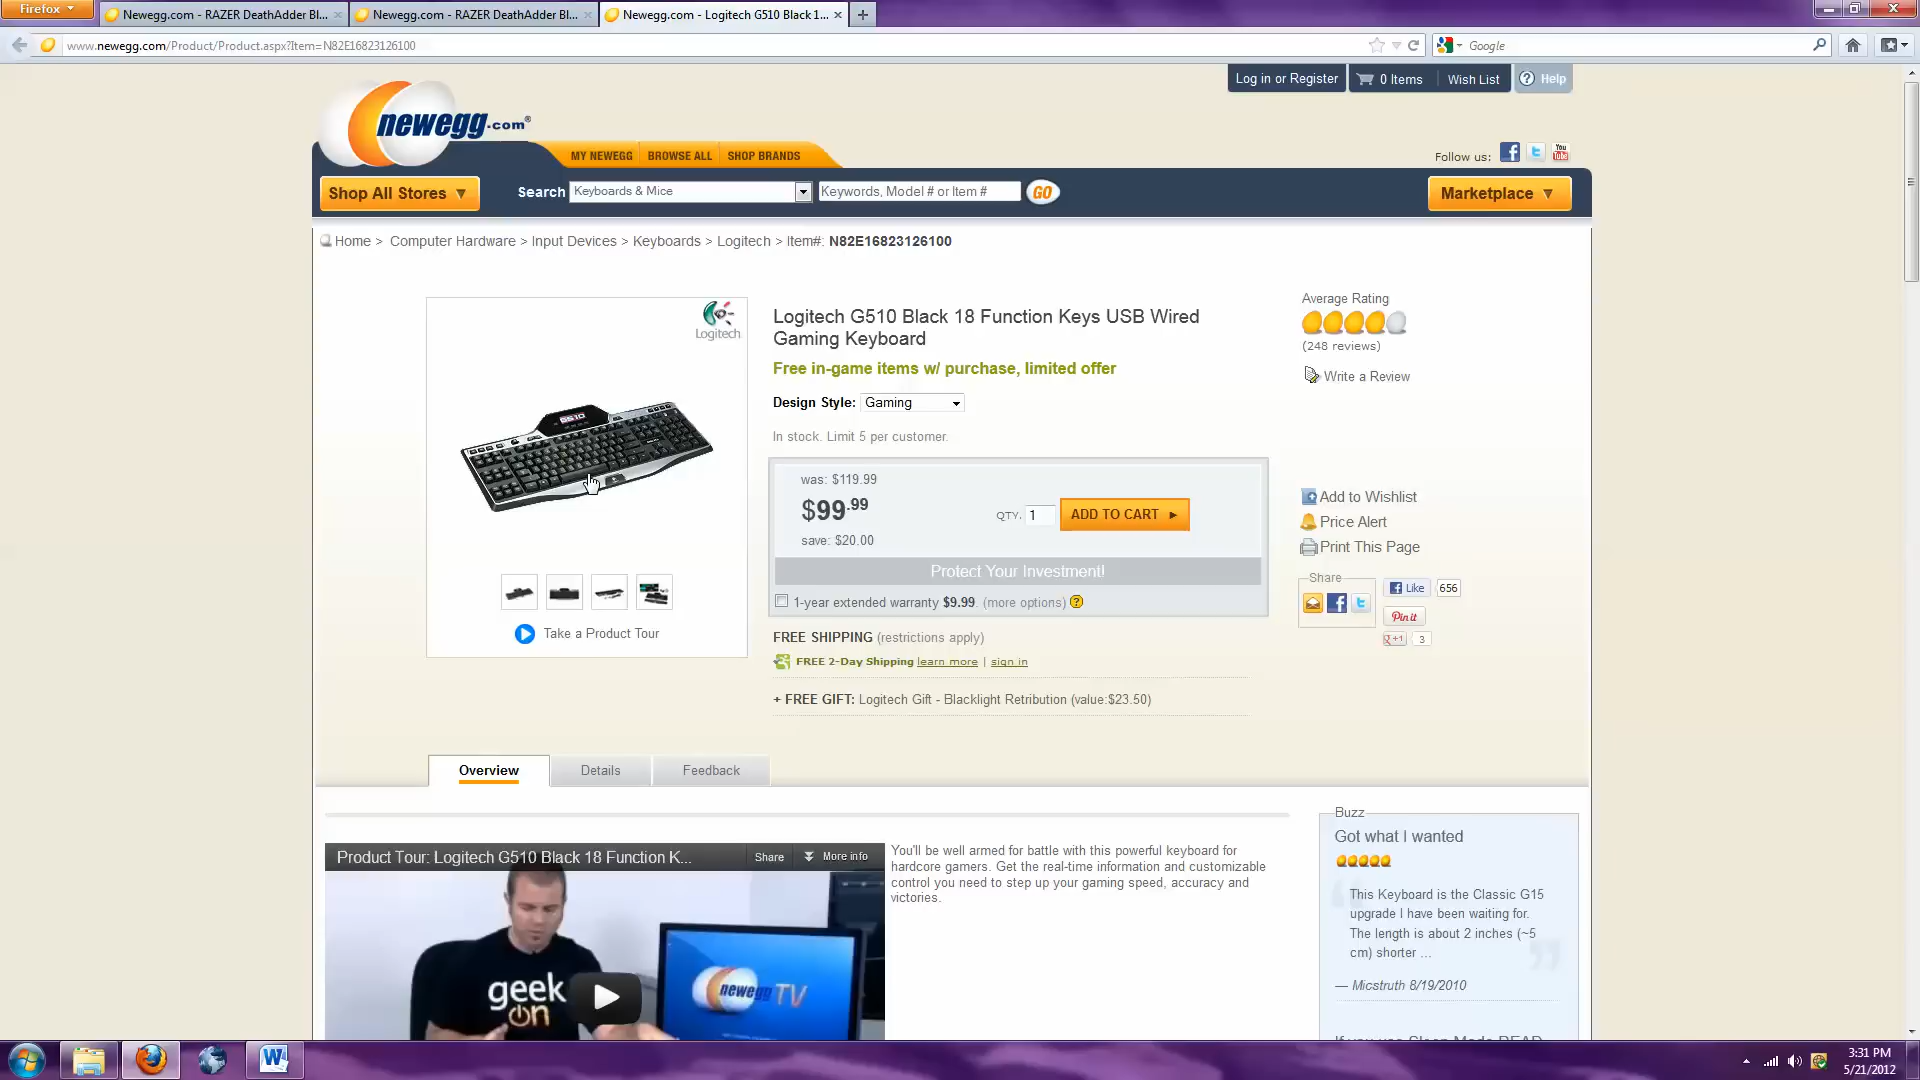 Firefox
Newegg.com - RAZER DeathAdder Bl...
Newegg.com - RAZER DeathAdder Bl...
Newegg.com - Logitech G510 Black 1...
www.newegg.com/Product/Product.aspx?Item=N82E16823126100
Google
Log in or Register
0 Items
Wish List
Help
newegg.com®
MY NEWEGG
BROWSE ALL
SHOP BRANDS
Follow us:
You Tube
Shop All Stores
Search
Keyboards & Mice
Keywords, Model # or Item #
GO
Marketplace
Home > Computer Hardware > Input Devices > Keyboards > Logitech > Item#: N82E16823126100
Logitech
G510
Take a Product Tour
Logitech G510 Black 18 Function Keys USB Wired
Gaming Keyboard
Free in-game items w/ purchase, limited offer
Design Style: Gaming
In stock. Limit 5 per customer.
was: $119.99
$99.99
save: $20.00
QTY. 1
ADD TO CART
Protect Your Investment!
1-year extended warranty $9.99. (more options) ?
FREE SHIPPING (restrictions apply)
FREE 2-Day Shipping learn more | sign in
+ FREE GIFT: Logitech Gift - Blacklight Retribution (value:$23.50)
Average Rating
(248 reviews)
Write a Review
Add to Wishlist
Price Alert
Print This Page
Share
Like 656
Pin it
+1 3
Overview
Details
Feedback
Product Tour: Logitech G510 Black 18 Function K...
Share
More info
geek
on
newegg TV
You'll be well armed for battle with this powerful keyboard for
hardcore gamers. Get the real-time information and customizable
control you need to step up your gaming speed, accuracy and
victories.
Buzz
Got what I wanted
This Keyboard is the Classic G15
upgrade I have been waiting for.
The length is about 2 inches (~5
cm) shorter ...
— Micstruth 8/19/2010
If you use Sleep Mode READ
3:31 PM
5/21/2012